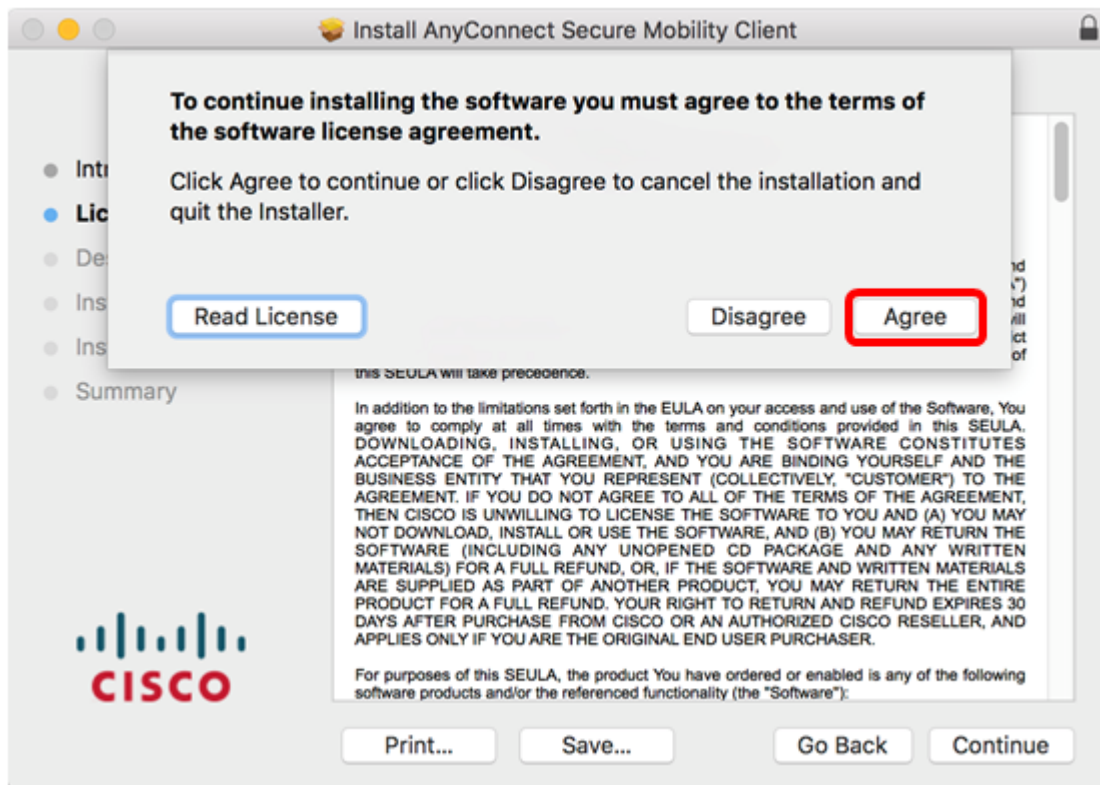 Install AnyConnect Secure Mobility Client
To continue installing the software you must agree to the terms of
the software license agreement.
Click Agree to continue or click Disagree to cancel the installation and
quit the Installer.
Read License
Disagree
Agree
Summary
this SEULA will take precedence.
In addition to the limitations set forth in the EULA on your access and use of the Software, You
agree to comply at all times with the terms and conditions provided in this SEULA.
DOWNLOADING, INSTALLING, OR USING THE SOFTWARE CONSTITUTES
ACCEPTANCE OF THE AGREEMENT, AND YOU ARE BINDING YOURSELF AND THE
BUSINESS ENTITY THAT YOU REPRESENT (COLLECTIVELY, "CUSTOMER") TO THE
AGREEMENT. IF YOU DO NOT AGREE TO ALL OF THE TERMS OF THE AGREEMENT,
THEN CISCO IS UNWILLING TO LICENSE THE SOFTWARE TO YOU AND (A) YOU MAY
NOT DOWNLOAD, INSTALL OR USE THE SOFTWARE, AND (B) YOU MAY RETURN THE
SOFTWARE (INCLUDING ANY UNOPENED CD PACKAGE AND ANY WRITTEN
MATERIALS) FOR A FULL REFUND, OR, IF THE SOFTWARE AND WRITTEN MATERIALS
ARE SUPPLIED AS PART OF ANOTHER PRODUCT, YOU MAY RETURN THE ENTIRE
PRODUCT FOR A FULL REFUND. YOUR RIGHT TO RETURN AND REFUND EXPIRES 30
DAYS AFTER PURCHASE FROM CISCO OR AN AUTHORIZED CISCO RESELLER, AND
APPLIES ONLY IF YOU ARE THE ORIGINAL END USER PURCHASER.
For purposes of this SEULA, the product You have ordered or enabled is any of the following
software products and/or the referenced functionality (the "Software"):
CISCO
Print...
Save...
Go Back
Continue